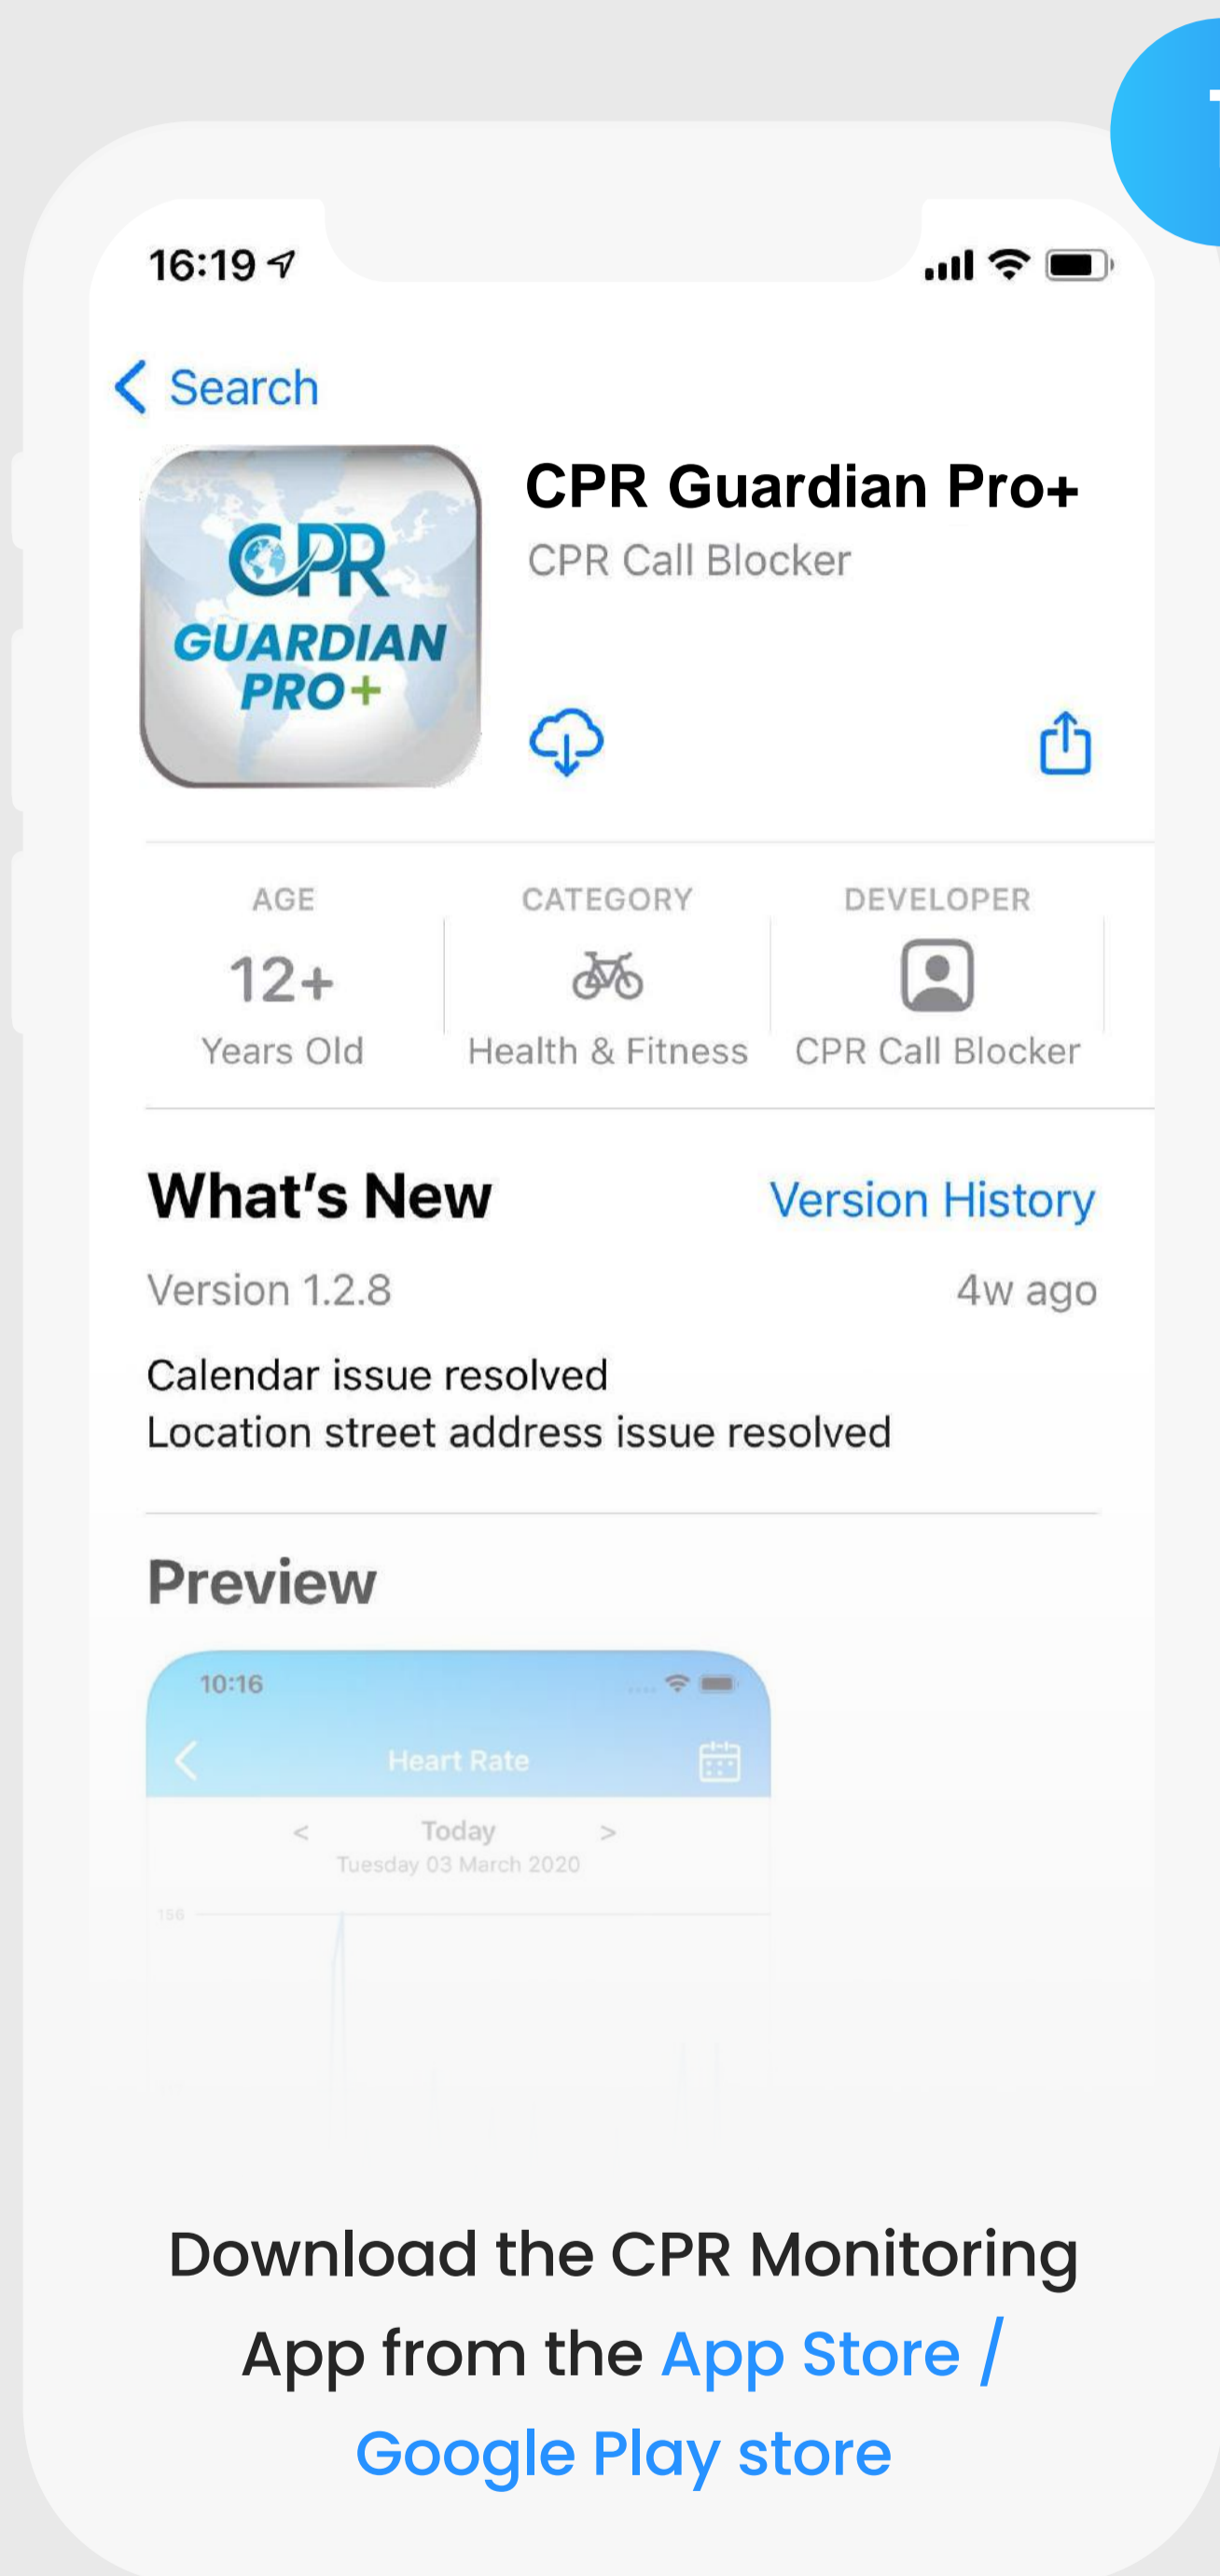 16:19
Search
CPR
GUARDIAN
PRO+
CPR Guardian Pro+
CPR Call Blocker
AGE
CATEGORY
DEVELOPER
12+
Years Old
Health & Fitness
CPR Call Blocker
What's New
Version History
Version 1.2.8
4w ago
Calendar issue resolved
Location street address issue resolved
Preview
10:16
Heart Rate
< Today >
Tuesday 03 March 2020
156
Download the CPR Monitoring
App from the App Store /
Google Play store